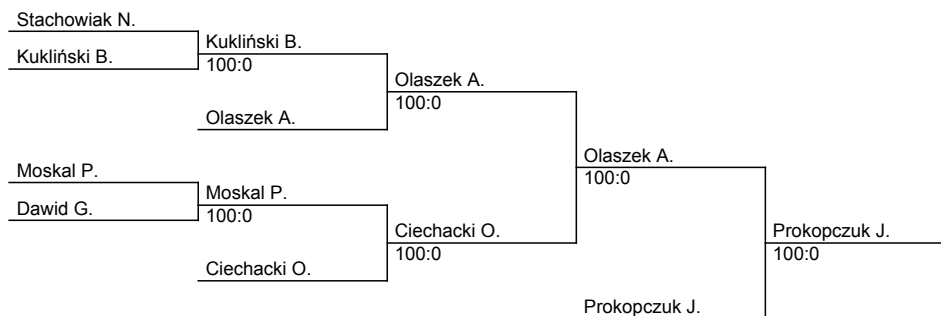 Stachowiak N.
Kukliński B.
Kukliński B.
100:0
Olaszek A.
Olaszek A.
100:0
Moskal P.
Dawid G.
Moskal P.
100:0
Ciechacki O.
Ciechacki O.
100:0
Olaszek A.
100:0
Prokopczuk J.
Prokopczuk J.
100:0